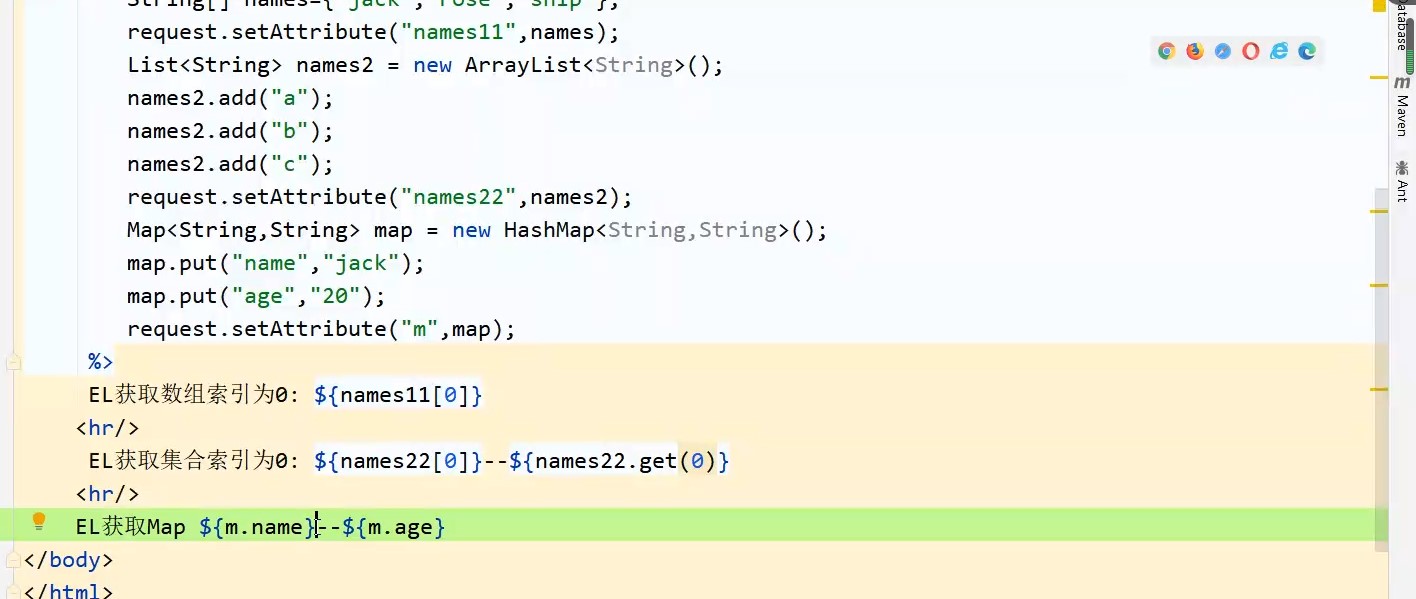 String[] names={"jack","rose","ship"};
request.setAttribute("names11",names);
List<String> names2 = new ArrayList<String>();
names2.add("a");
names2.add("b");
names2.add("c");
request.setAttribute("names22",names2);
Map<String,String> map = new HashMap<String,String>();
map.put("name","jack");
map.put("age","20");
request.setAttribute("m",map);
%>
EL获取数组索引为0: ${names11[0]}
<hr/>
EL获取集合索引为0: ${names22[0]}--${names22.get(0)}
<hr/>
EL获取Map ${m.name}--${m.age}
</body>
</html>
Database
m Maven
Ant